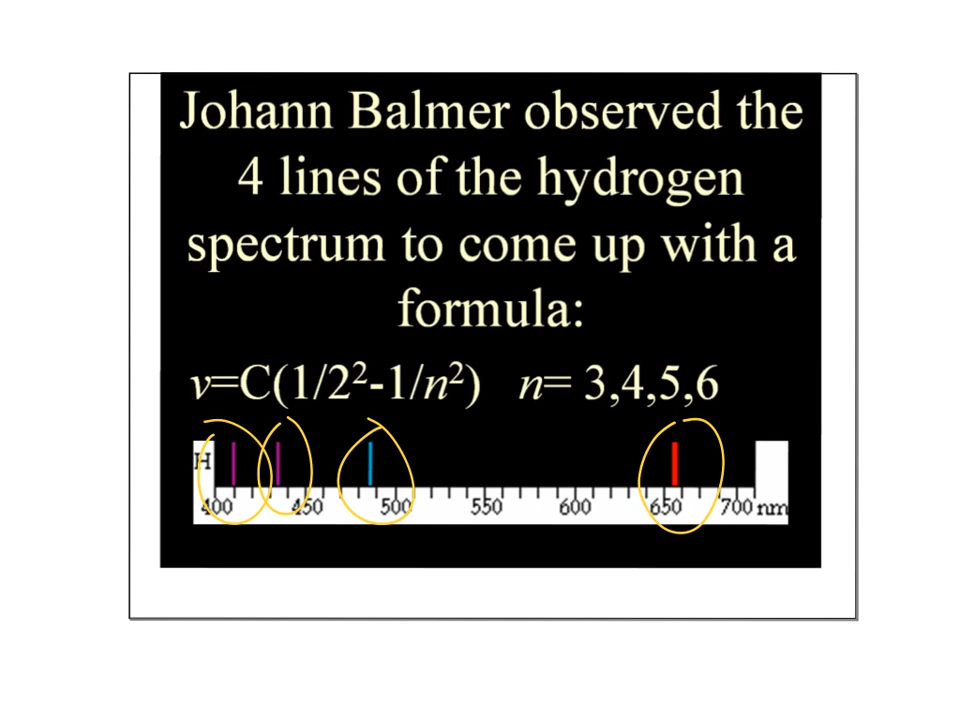 Johann Balmer observed the
4 lines of the hydrogen
spectrum to come up with a
formula:
v=C(1/2²-1/n²) n= 3,4,5,6
H
400 450 500 550 600 650 700 nm